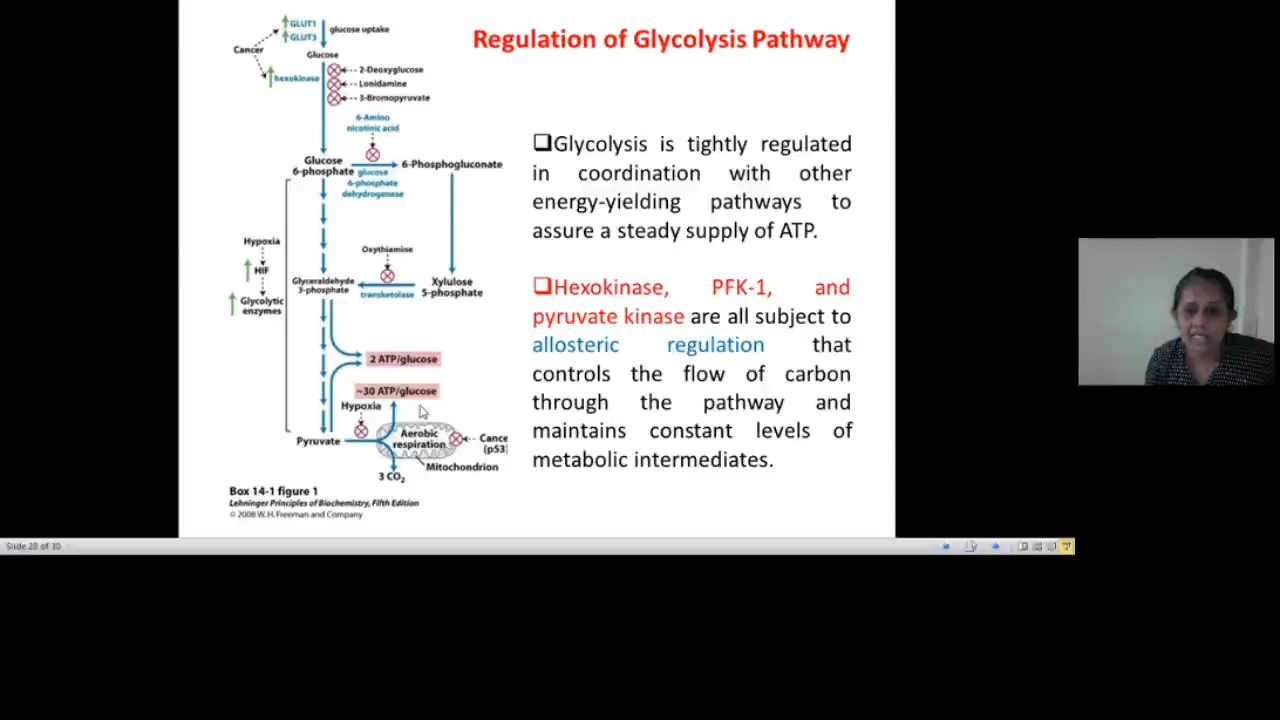 Regulation of Glycolysis Pathway
GLUT1
GLUT3
glucose uptake
Cancer
Glucose
hexokinase
2-Deoxyglucose
Lonidamine
3-Bromopyruvate
6-Amino
nicotinic acid
Glucose
6-phosphate
6-Phosphogluconate
glucose
6-phosphate
dehydrogenase
Hypoxia
HIF
Glycolytic
enzymes
Oxythiamine
Glyceraldehyde
3-phosphate
transketolase
Xylulose
5-phosphate
2 ATP/glucose
~30 ATP/glucose
Hypoxia
Pyruvate
Aerobic
respiration
Cance
(p53)
Mitochondrion
3 CO₂
Box 14-1 figure 1
Lehninger Principles of Biochemistry, Fifth Edition
© 2008 W. H. Freeman and Company
❑Glycolysis is tightly regulated
in coordination with other
energy-yielding pathways to
assure a steady supply of ATP.
❑Hexokinase, PFK-1, and
pyruvate kinase are all subject to
allosteric regulation that
controls the flow of carbon
through the pathway and
maintains constant levels of
metabolic intermediates.
Slide 28 of 30